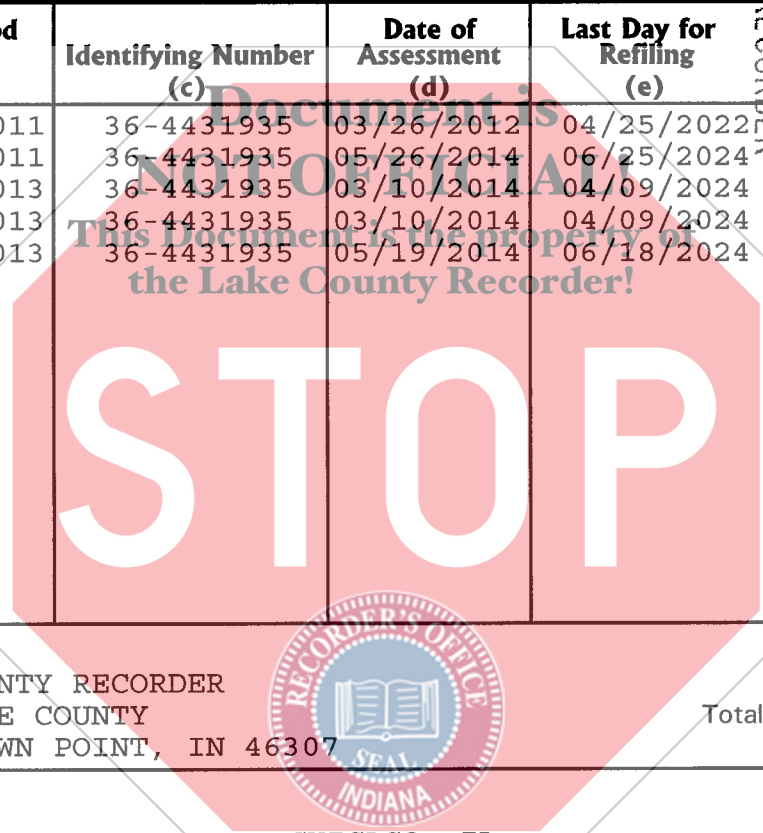 od Identifying Number (c) Date of Assessment (d) Last Day for Refiling (e)
RECORDER
Document is
011 36-4431935 03/26/2012 04/25/2022
011 36-4431935 05/26/2014 06/25/2024
NOT OFFICIAL!
013 36-4431935 03/10/2014 04/09/2024
013 36-4431935 03/10/2014 04/09/2024
This Document is the property of
013 36-4431935 05/19/2014 06/18/2024
the Lake County Recorder!
STOP
RECORDER'S OFFICE
SEAL
INDIANA
NTY RECORDER
E COUNTY Total
WN POINT, IN 46307